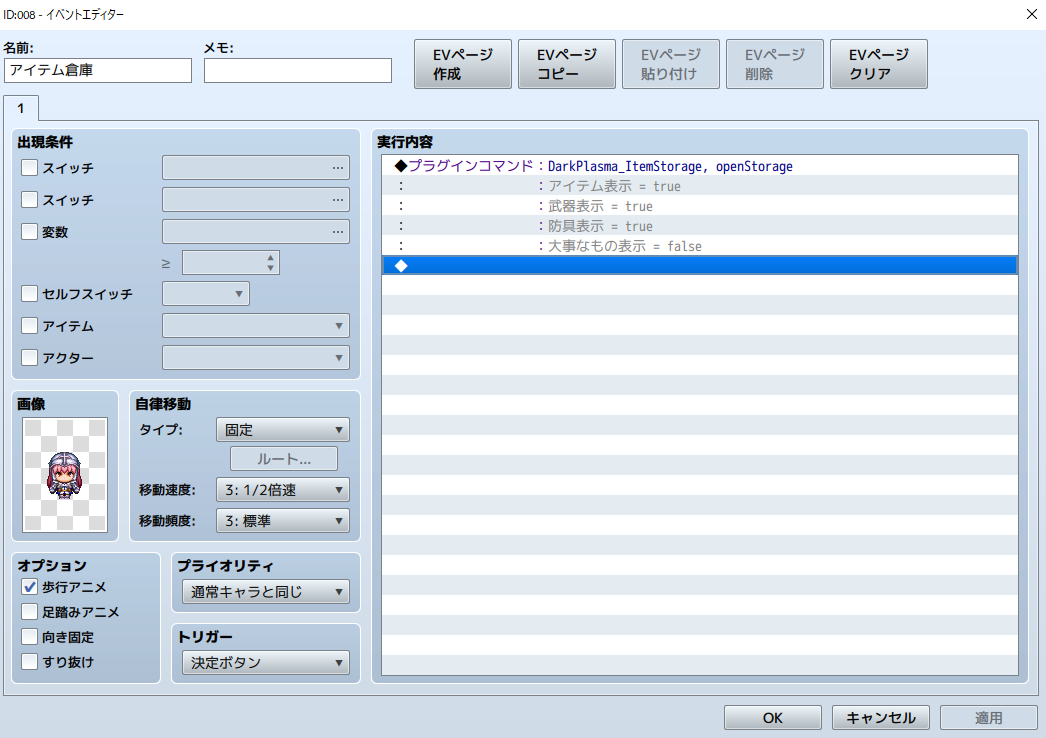 ID:008 - イベントエディター
名前:
メモ:
アイテム倉庫
EVページ
作成
EVページ
コピー
EVページ
貼り付け
EVページ
削除
EVページ
クリア
1
出現条件
スイッチ
...
スイッチ
...
変数
...
≥
セルフスイッチ
アイテム
アクター
画像
自律移動
タイプ:
固定
ルート...
移動速度:
3: 1/2倍速
移動頻度:
3: 標準
オプション
歩行アニメ
足踏みアニメ
向き固定
すり抜け
プライオリティ
通常キャラと同じ
トリガー
決定ボタン
実行内容
◆プラグインコマンド：DarkPlasma_ItemStorage, openStorage
：　　　　　　　　　：アイテム表示 = true
：　　　　　　　　　：武器表示 = true
：　　　　　　　　　：防具表示 = true
：　　　　　　　　　：大事なもの表示 = false
◆
OK
キャンセル
適用